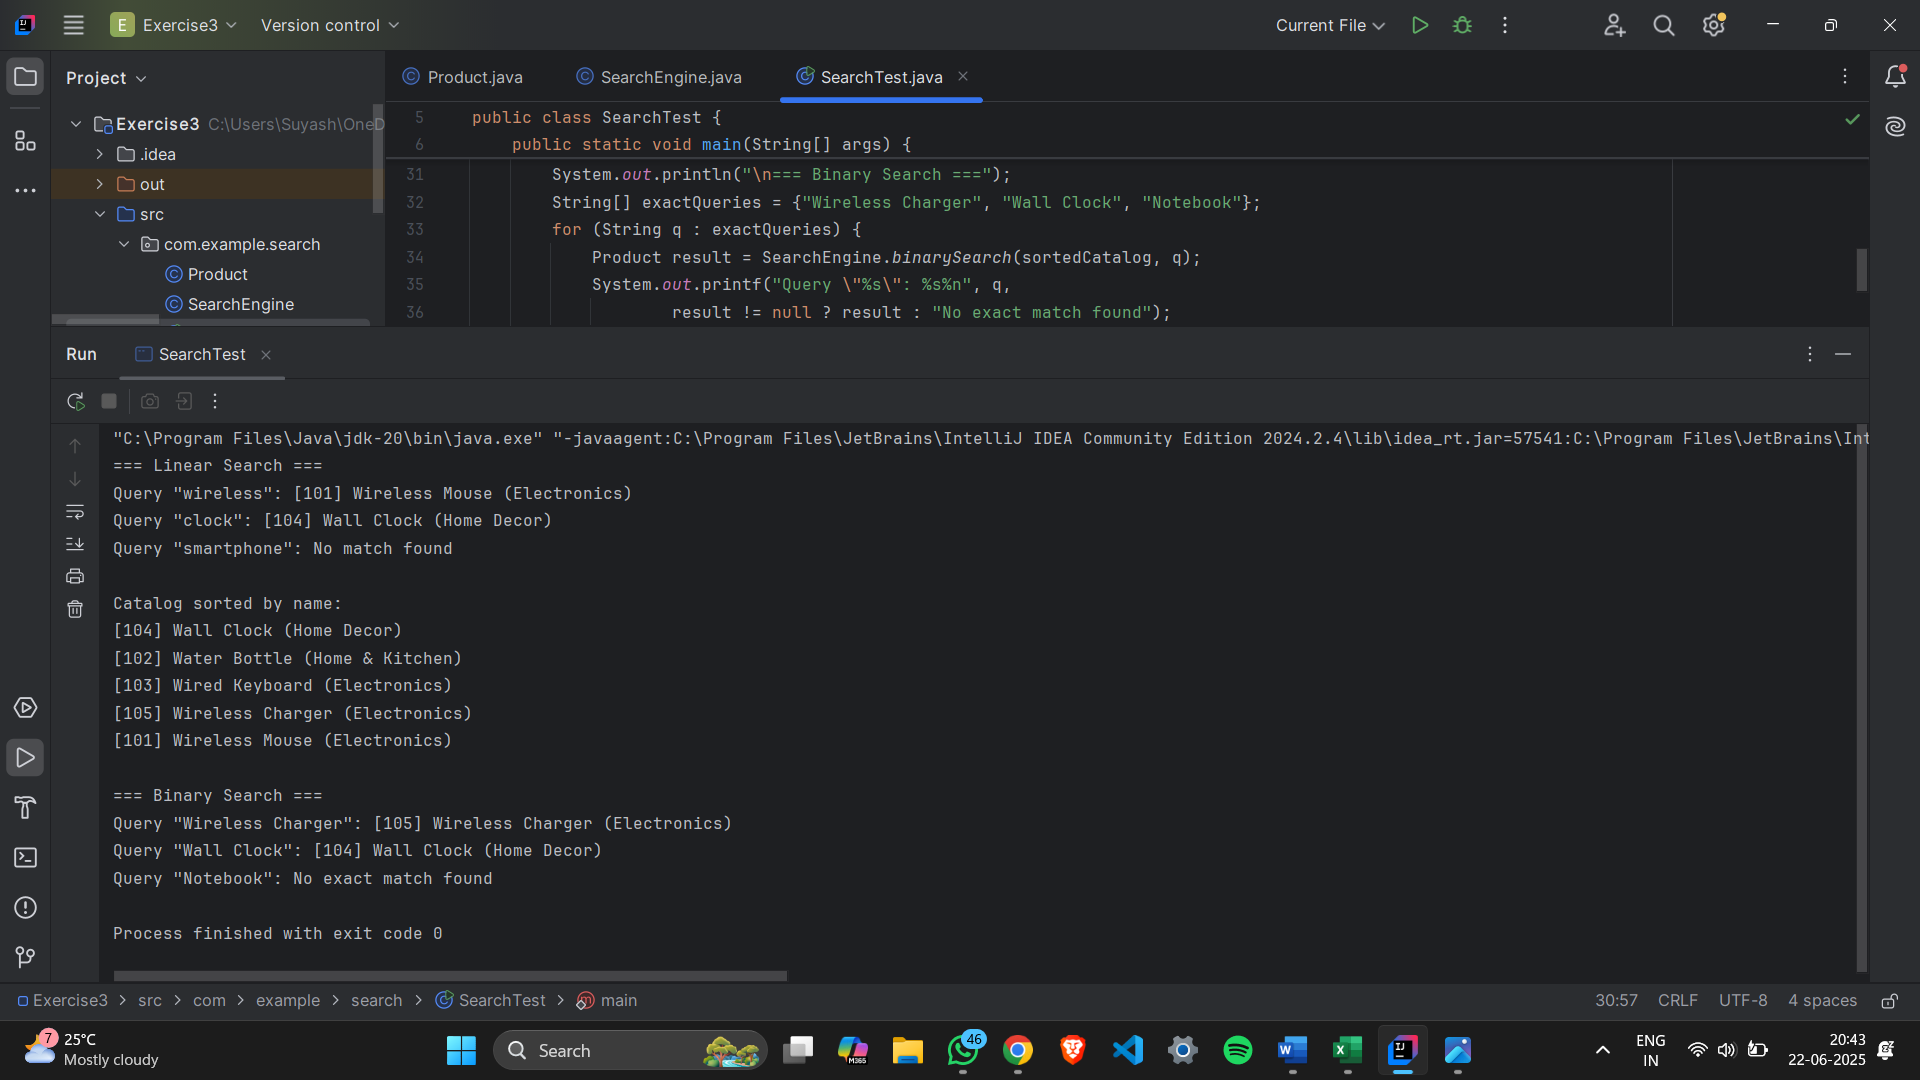 E Exercise3 Version control Current File
Project
Product.java SearchEngine.java SearchTest.java
Exercise3 C:\Users\Suyash\OneD
.idea
out
src
com.example.search
Product
SearchEngine
5 public class SearchTest {
6 public static void main(String[] args) {
31 System.out.println("\n=== Binary Search ===");
32 String[] exactQueries = {"Wireless Charger", "Wall Clock", "Notebook"};
33 for (String q : exactQueries) {
34 Product result = SearchEngine.binarySearch(sortedCatalog, q);
35 System.out.printf("Query \"%s\": %s%n", q,
36 result != null ? result : "No exact match found");
Run SearchTest
"C:\Program Files\Java\jdk-20\bin\java.exe" "-javaagent:C:\Program Files\JetBrains\IntelliJ IDEA Community Edition 2024.2.4\lib\idea_rt.jar=57541:C:\Program Files\JetBrains\Int
=== Linear Search ===
Query "wireless": [101] Wireless Mouse (Electronics)
Query "clock": [104] Wall Clock (Home Decor)
Query "smartphone": No match found
Catalog sorted by name:
[104] Wall Clock (Home Decor)
[102] Water Bottle (Home & Kitchen)
[103] Wired Keyboard (Electronics)
[105] Wireless Charger (Electronics)
[101] Wireless Mouse (Electronics)
=== Binary Search ===
Query "Wireless Charger": [105] Wireless Charger (Electronics)
Query "Wall Clock": [104] Wall Clock (Home Decor)
Query "Notebook": No exact match found
Process finished with exit code 0
Exercise3 > src > com > example > search > SearchTest > main 30:57 CRLF UTF-8 4 spaces
7 25°C
Mostly cloudy
Search
M365
46
ENG
IN
20:43
22-06-2025